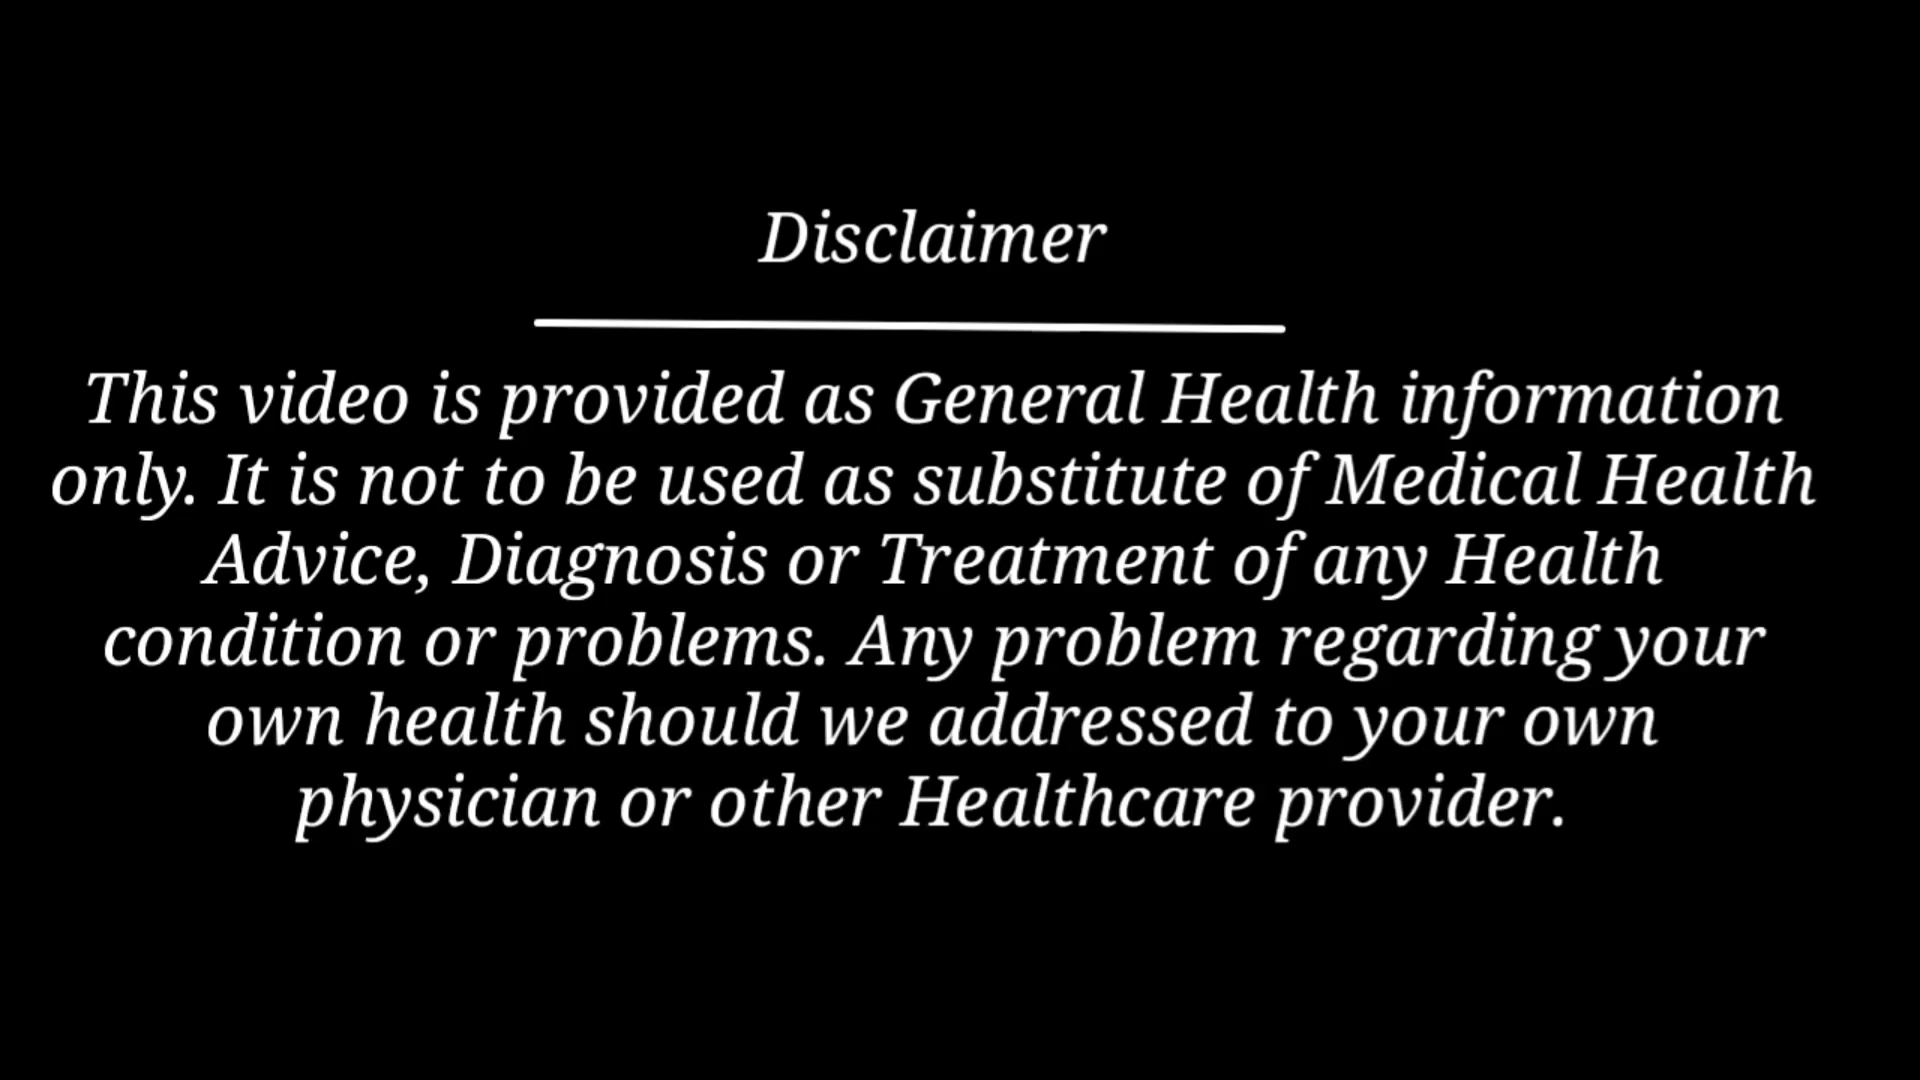 Disclaimer
This video is provided as General Health information
only. It is not to be used as substitute of Medical Health
Advice, Diagnosis or Treatment of any Health
condition or problems. Any problem regarding your
own health should we addressed to your own
physician or other Healthcare provider.